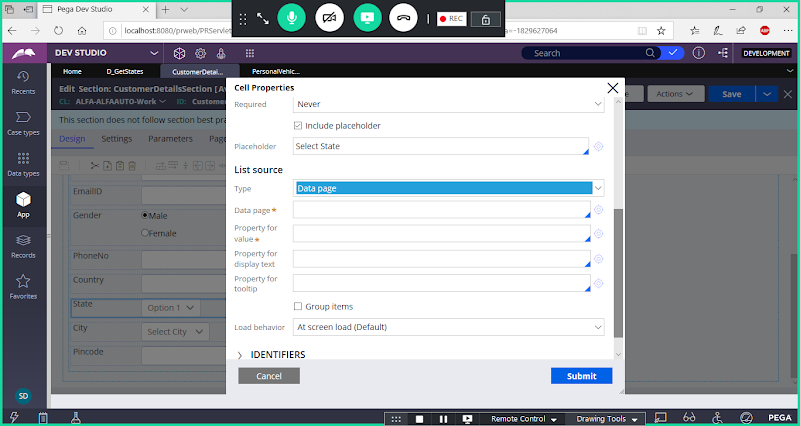 Pega Dev Studio
REC
localhost:8080/prweb/PRServlet
a=-1829627064
ABP
DEV STUDIO
Search
DEVELOPMENT
Home
D_GetStates
CustomerDetai...
PersonalVehic...
Recents
Case types
Data types
App
Records
Favorites
SD
Edit Section: CustomerDetailsSection [Av
CL: ALFA-ALFAAUTO-Work
ID: Custome
Actions
Save
This section does not follow section best pra
Design
Settings
Parameters
Page
EmailID
Gender
Male
Female
PhoneNo
Country
State
Option 1
City
Select City
Pincode
Cell Properties
Required
Never
Include placeholder
Placeholder
Select State
List source
Type
Data page
Data page★
Property for
value★
Property for
display text
Property for
tooltip
Group items
Load behavior
At screen load (Default)
IDENTIFIERS
Cancel
Submit
Remote Control
Drawing Tools
PEGA